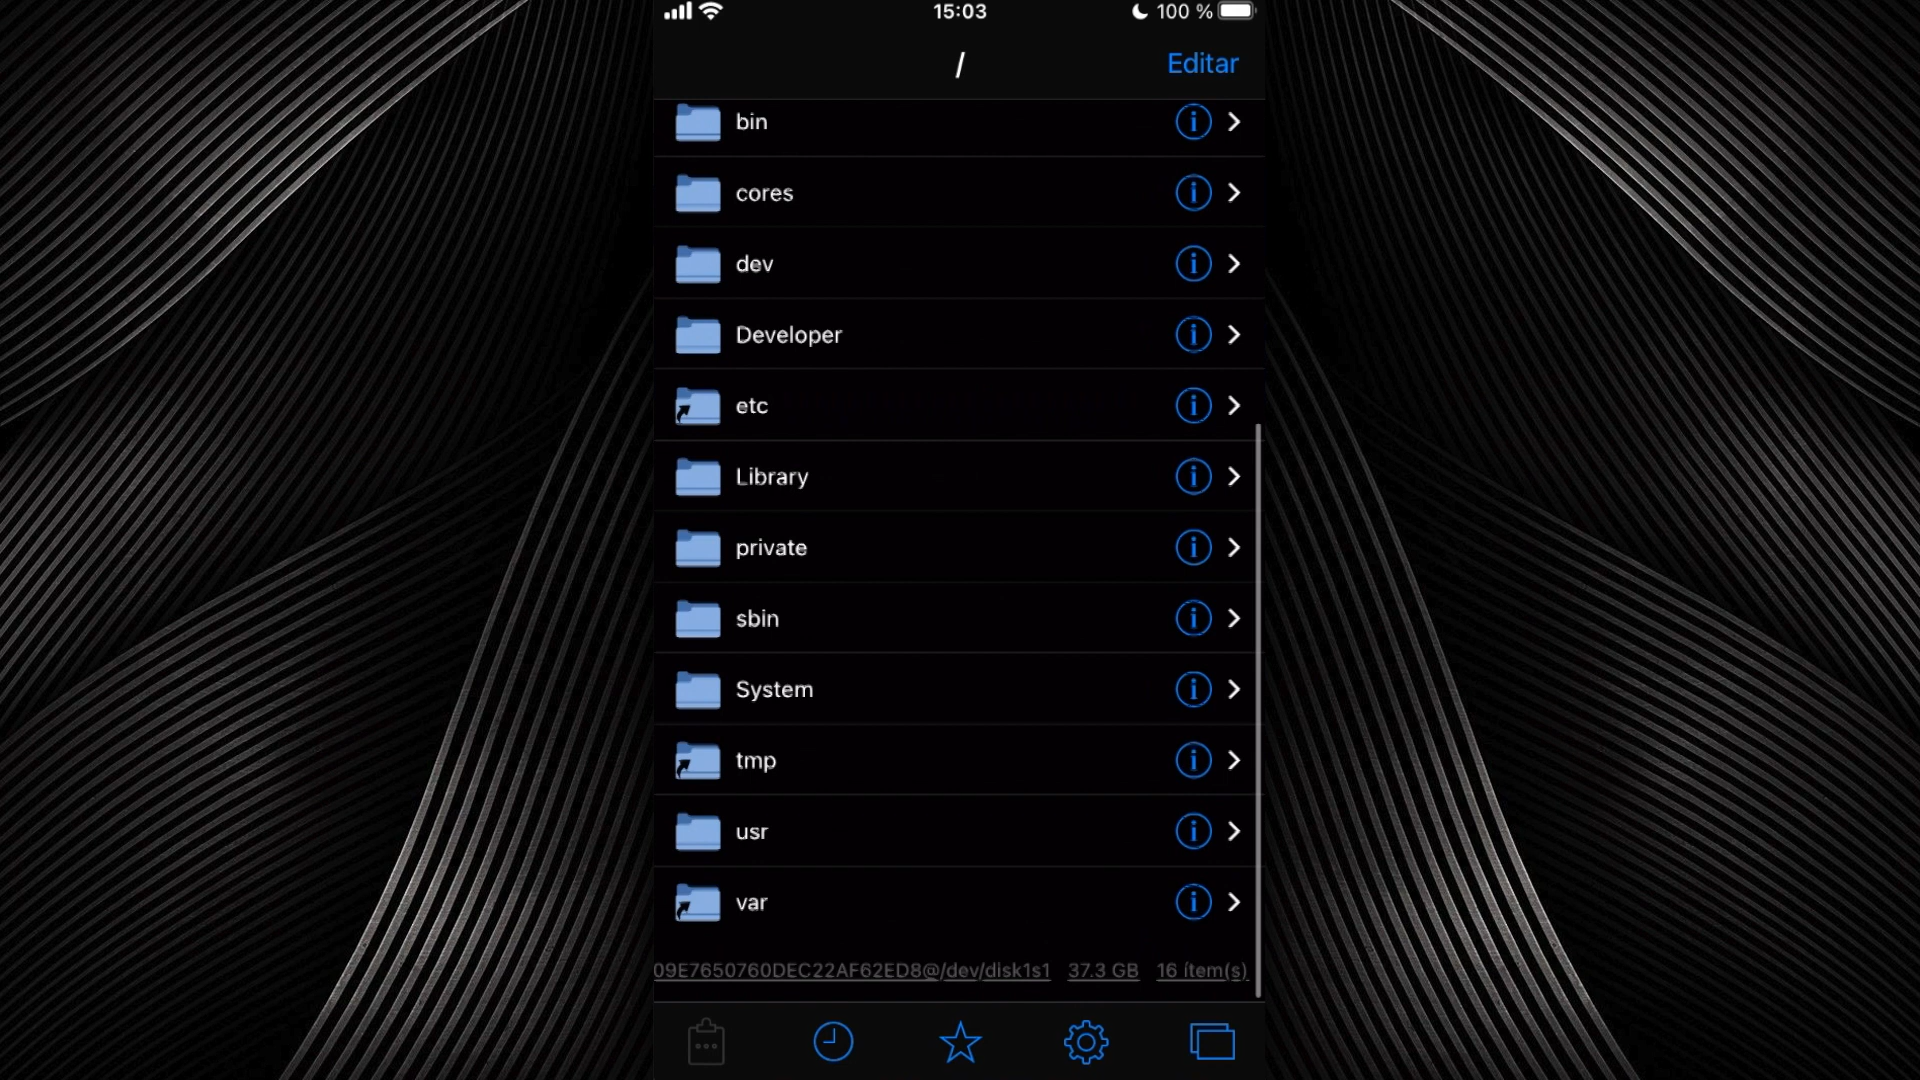 15:03 100 %
/ Editar
bin
cores
dev
Developer
etc
Library
private
sbin
System
tmp
usr
var
09E7650760DEC22AF62ED8@/dev/disk1s1 37.3 GB 16 ítem(s)